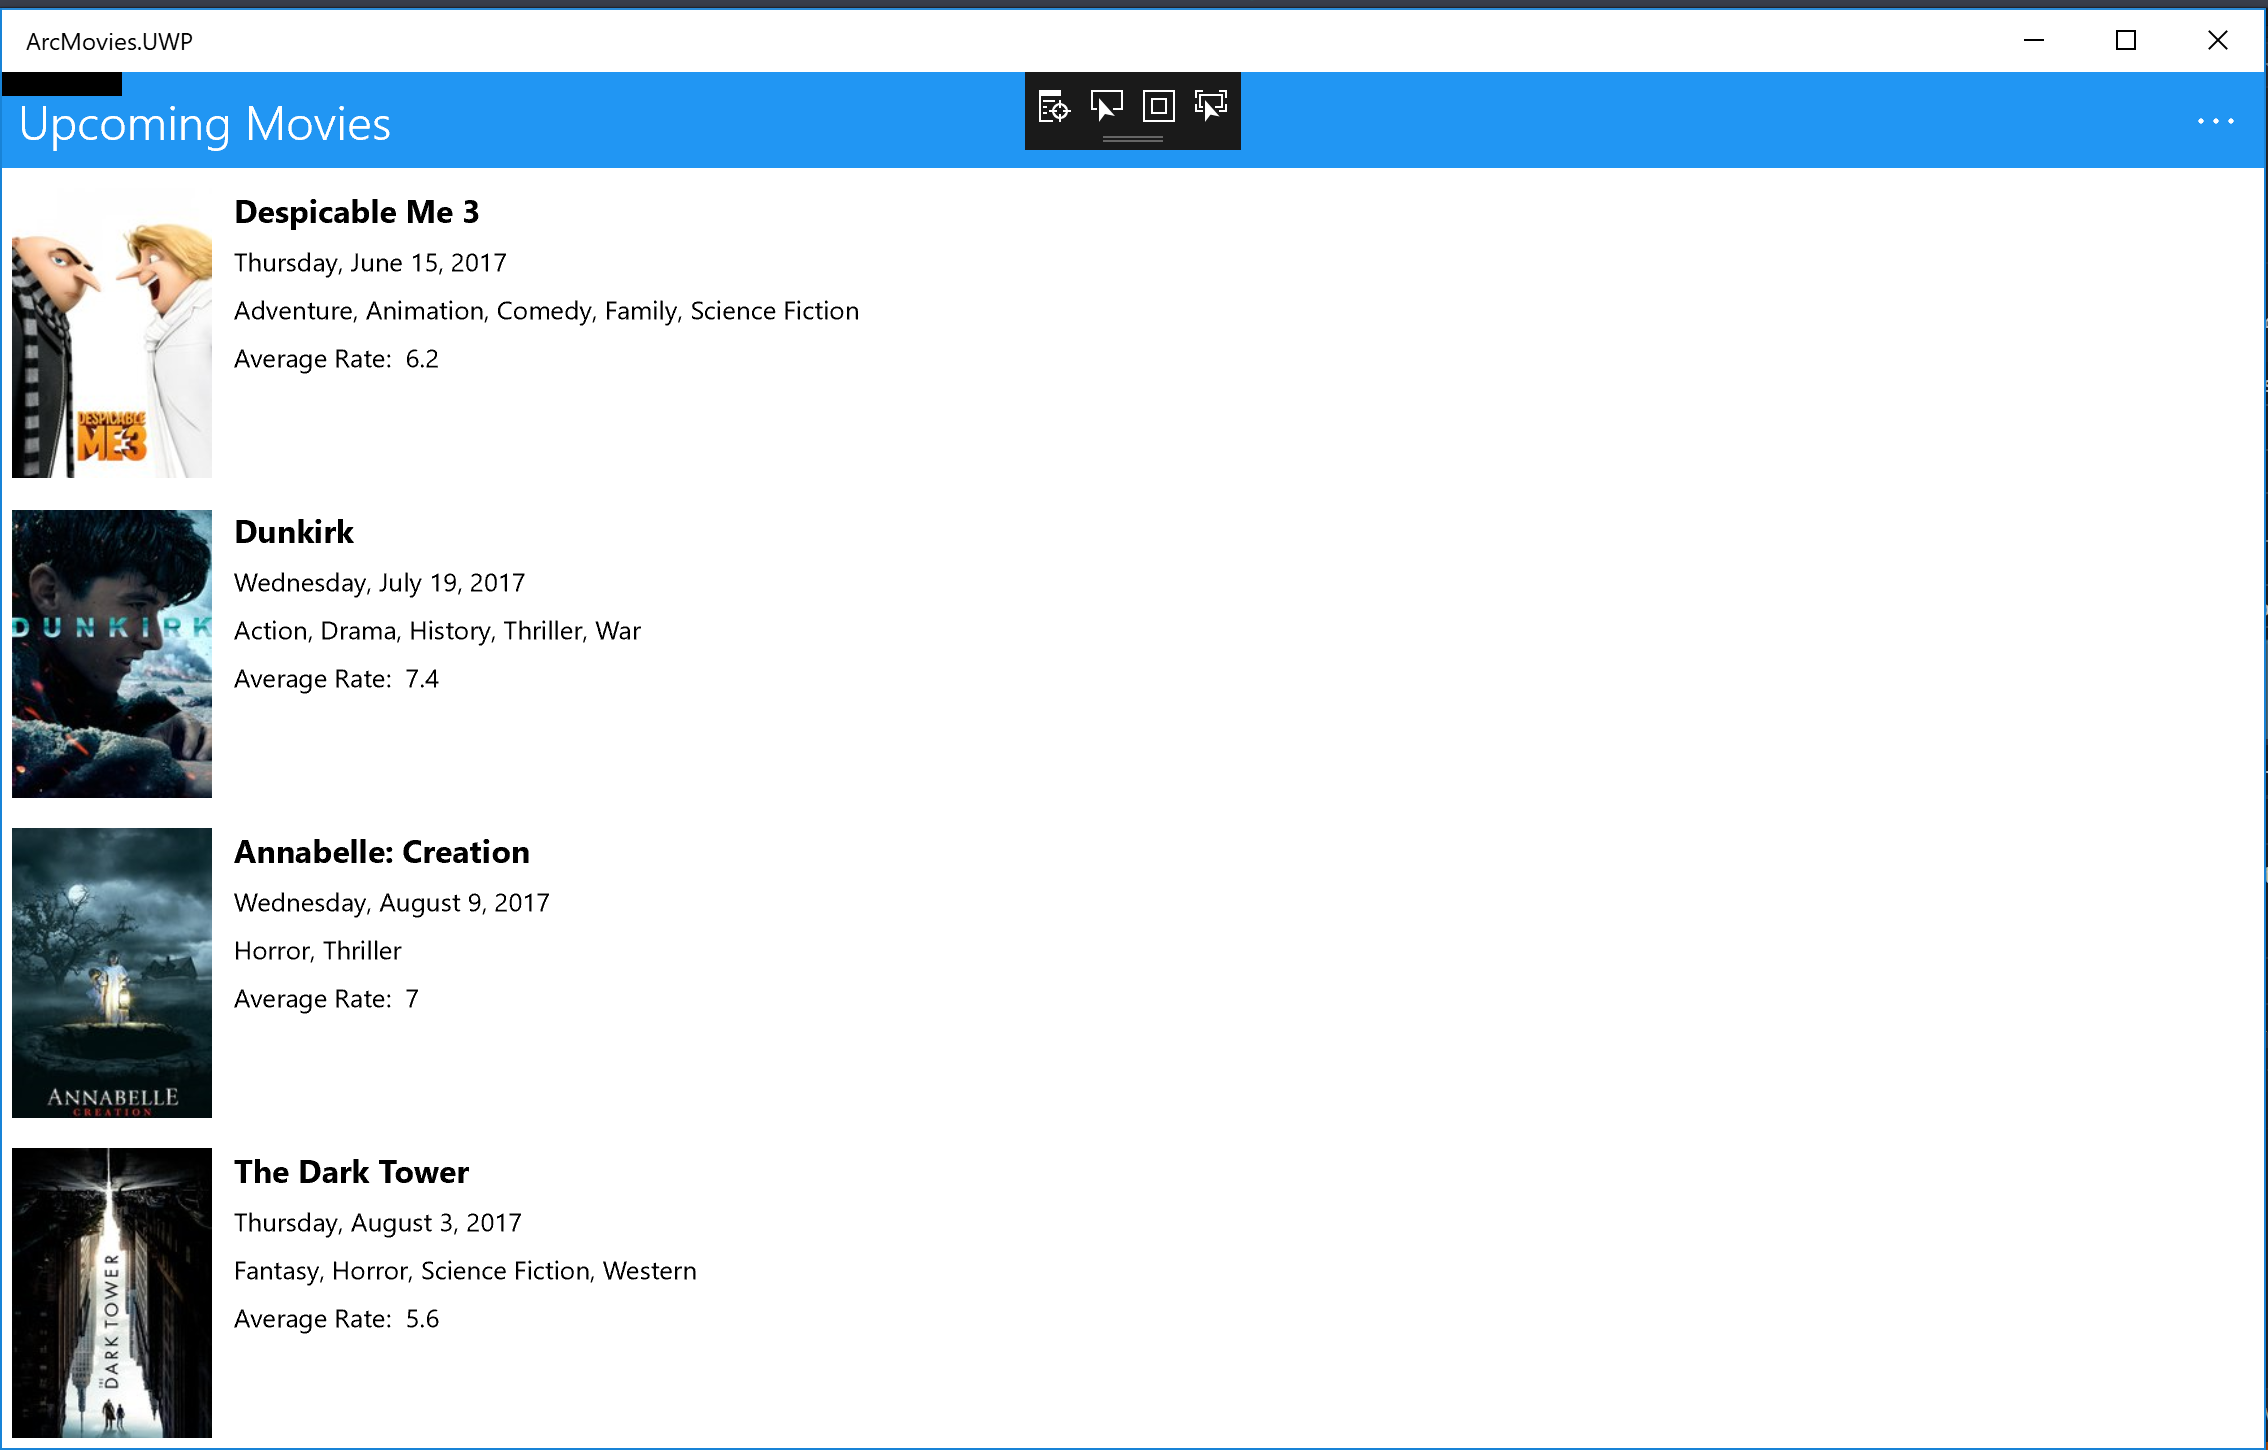 ArcMovies.UWP
Upcoming Movies
Despicable Me 3
Thursday, June 15, 2017
Adventure, Animation, Comedy, Family, Science Fiction
Average Rate: 6.2
DESPICABLE
ME3
Dunkirk
Wednesday, July 19, 2017
Action, Drama, History, Thriller, War
Average Rate: 7.4
DUNKIRK
Annabelle: Creation
Wednesday, August 9, 2017
Horror, Thriller
Average Rate: 7
ANNABELLE
CREATION
The Dark Tower
Thursday, August 3, 2017
Fantasy, Horror, Science Fiction, Western
Average Rate: 5.6
THE
DARK TOWER